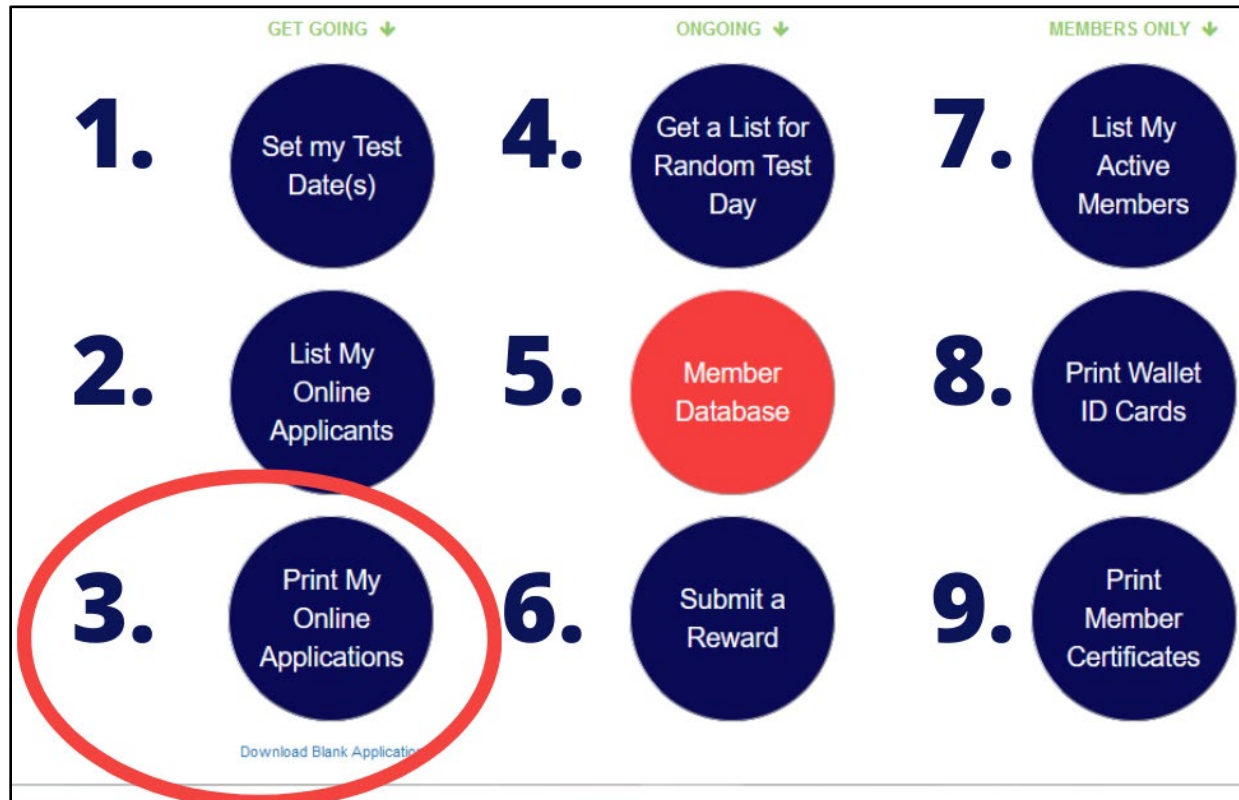 GET GOING
ONGOING
MEMBERS ONLY
1.
Set my Test
Date(s)
4.
Get a List for
Random Test
Day
7.
List My
Active
Members
2.
List My
Online
Applicants
5.
Member
Database
8.
Print Wallet
ID Cards
3.
Print My
Online
Applications
6.
Submit a
Reward
9.
Print
Member
Certificates
Download Blank Application